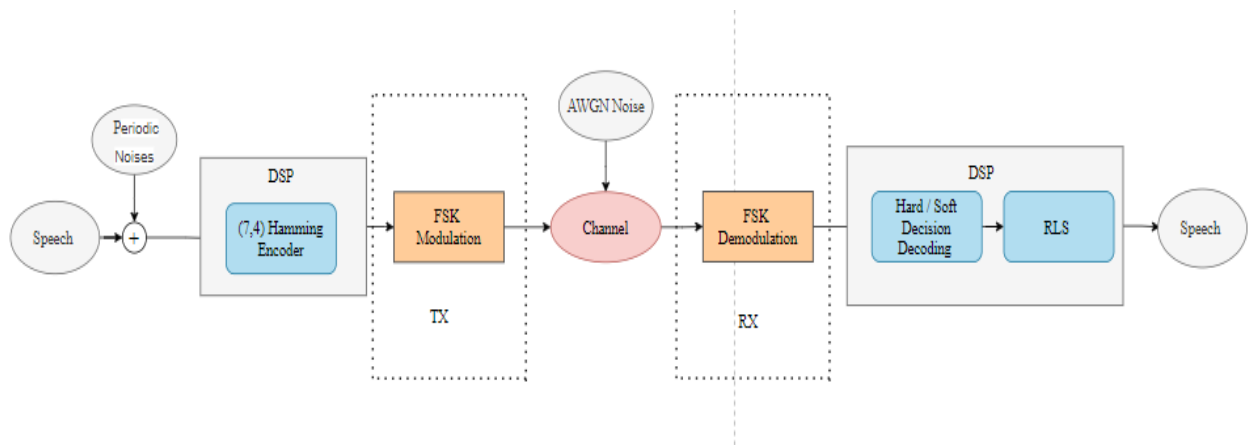 Periodic
Noises
Speech
+
DSP
(7,4) Hamming
Encoder
FSK
Modulation
TX
AWGN Noise
Channel
FSK
Demodulation
RX
DSP
Hard / Soft
Decision
Decoding
RLS
Speech